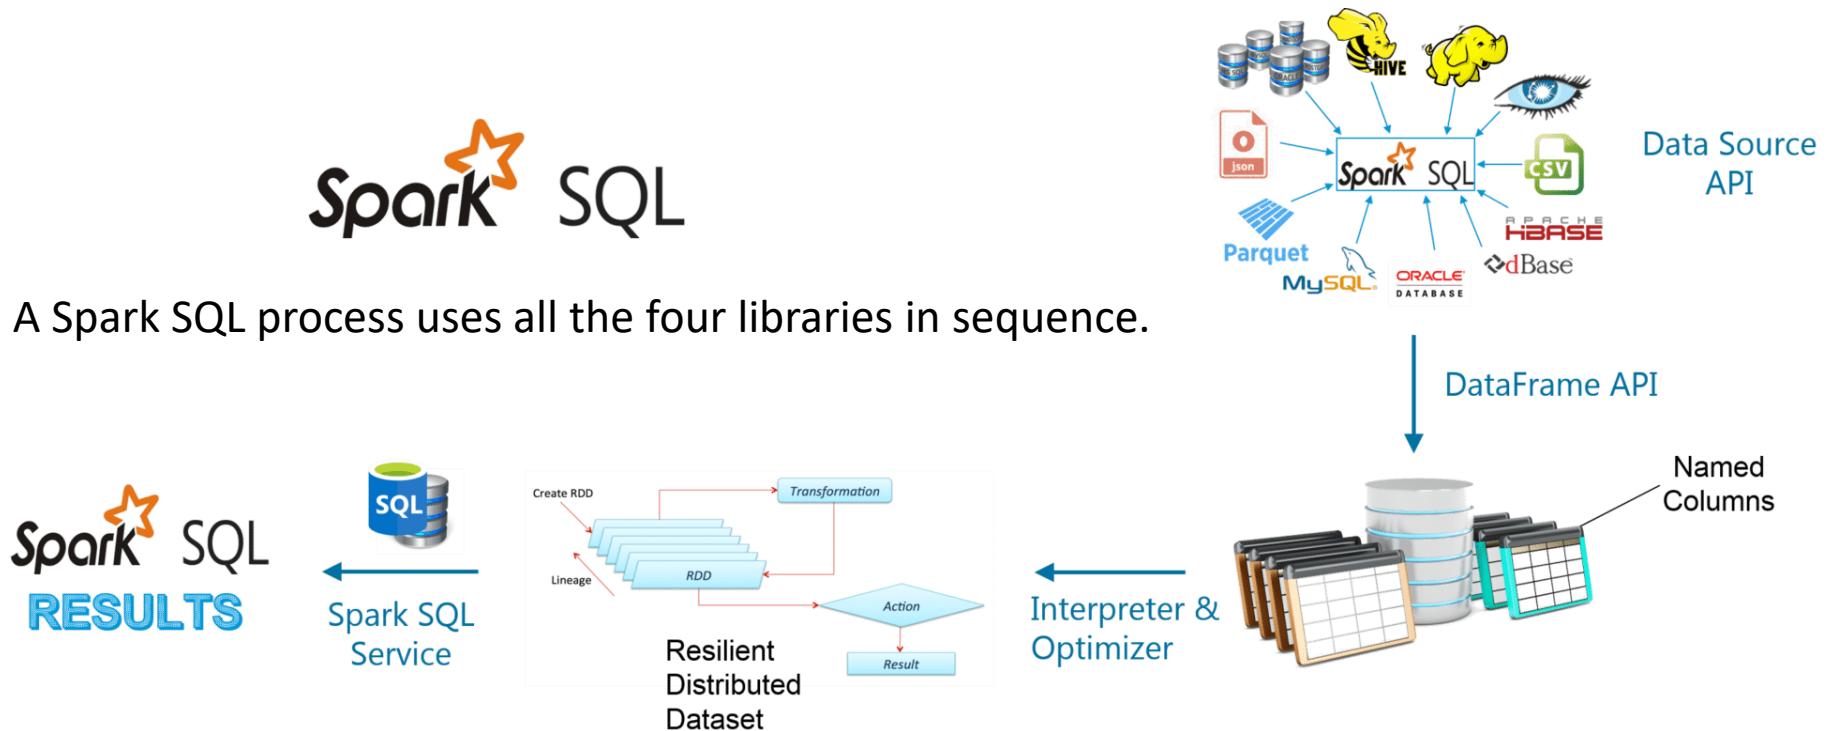 Spark SQL
A Spark SQL process uses all the four libraries in sequence.
ORACLE
HIVE
json
Spark SQL
CSV
Data Source
API
Parquet
MySQL
ORACLE
DATABASE
APACHE
HBASE
dBase
DataFrame API
Named
Columns
Interpreter &
Optimizer
Create RDD
Transformation
Lineage
RDD
Action
Result
Resilient
Distributed
Dataset
SQL
Spark SQL
Service
Spark SQL
RESULTS